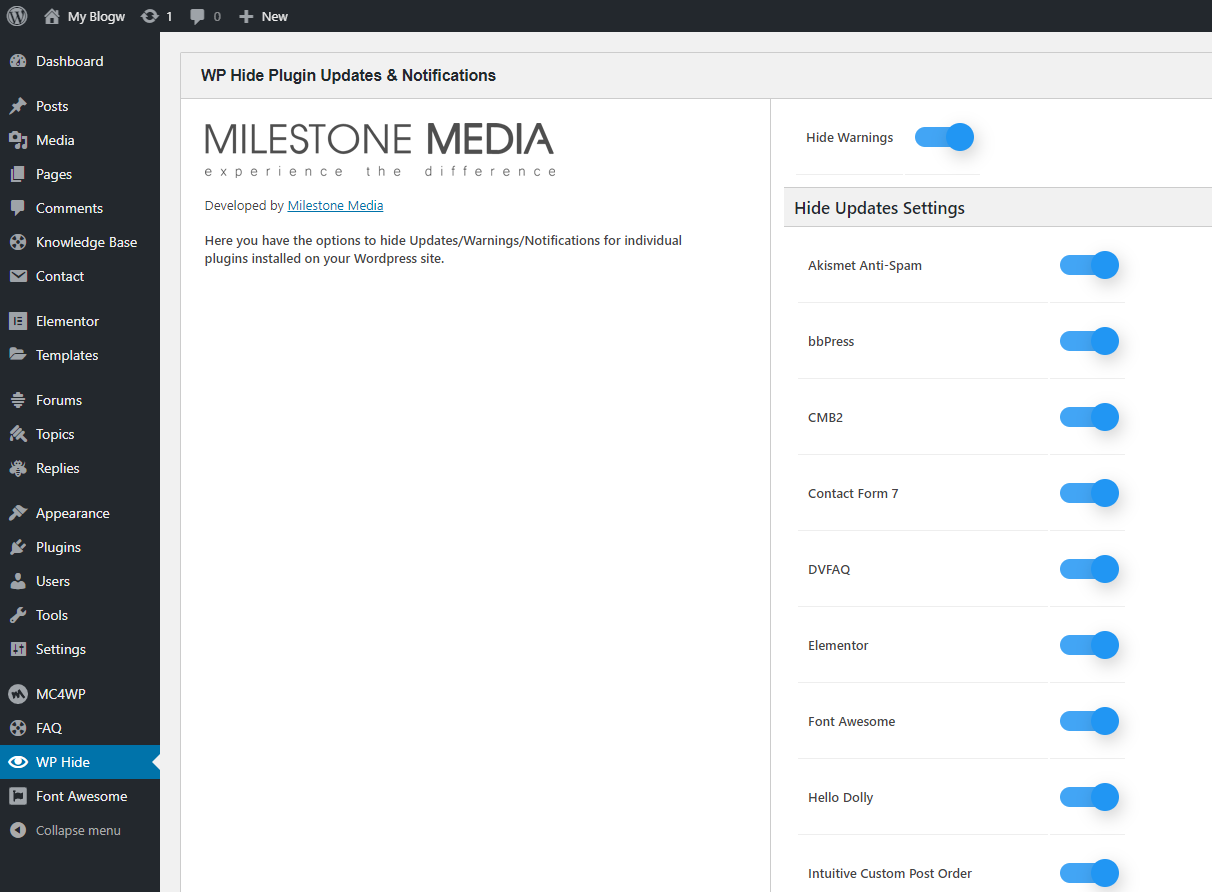 My Blogw 1 0 New
Dashboard
Posts
Media
Pages
Comments
Knowledge Base
Contact
Elementor
Templates
Forums
Topics
Replies
Appearance
Plugins
Users
Tools
Settings
MC4WP
FAQ
WP Hide
Font Awesome
Collapse menu
WP Hide Plugin Updates & Notifications
MILESTONE MEDIA
experience the difference
Developed by Milestone Media
Here you have the options to hide Updates/Warnings/Notifications for individual
plugins installed on your Wordpress site.
Hide Warnings
Hide Updates Settings
Akismet Anti-Spam
bbPress
CMB2
Contact Form 7
DVFAQ
Elementor
Font Awesome
Hello Dolly
Intuitive Custom Post Order